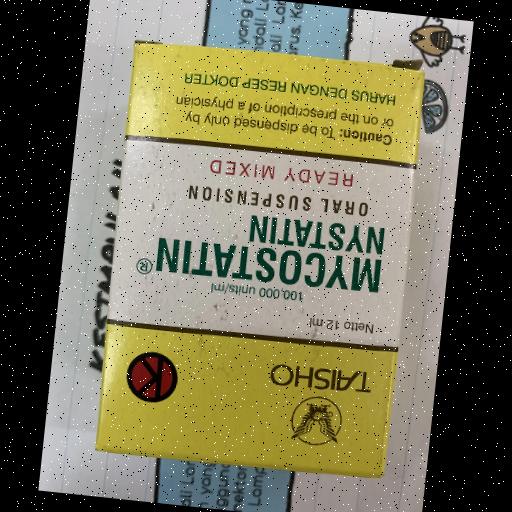 TAISHO
K
Netto 12 ml
100,000 units/ml
MYCOSTATIN®
NYSTATIN
ORAL SUSPENSION
READY MIXED
Caution: To be dispensed only by
or on the prescription of a physician
HARUS DENGAN RESEP DOKTER